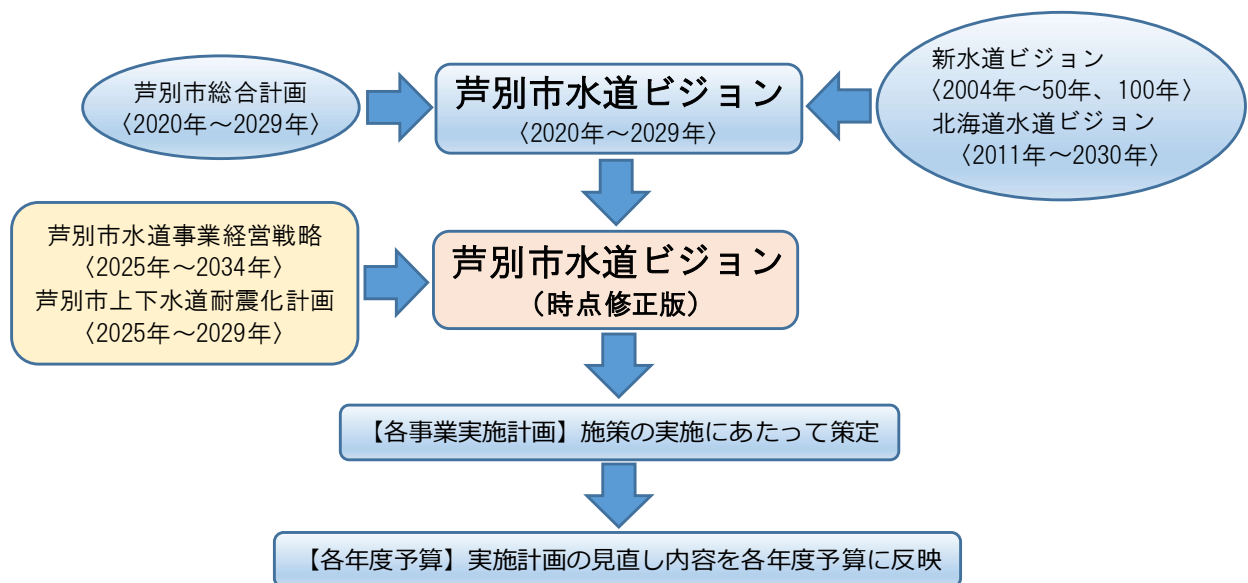 芦別市総合計画
〈2020年～2029年〉
芦別市水道ビジョン
〈2020年～2029年〉
新水道ビジョン
〈2004年～50年、100年〉
北海道水道ビジョン
〈2011年～2030年〉
芦別市水道事業経営戦略
〈2025年～2034年〉
芦別市上下水道耐震化計画
〈2025年～2029年〉
芦別市水道ビジョン
（時点修正版）
【各事業実施計画】施策の実施にあたって策定
【各年度予算】実施計画の見直し内容を各年度予算に反映